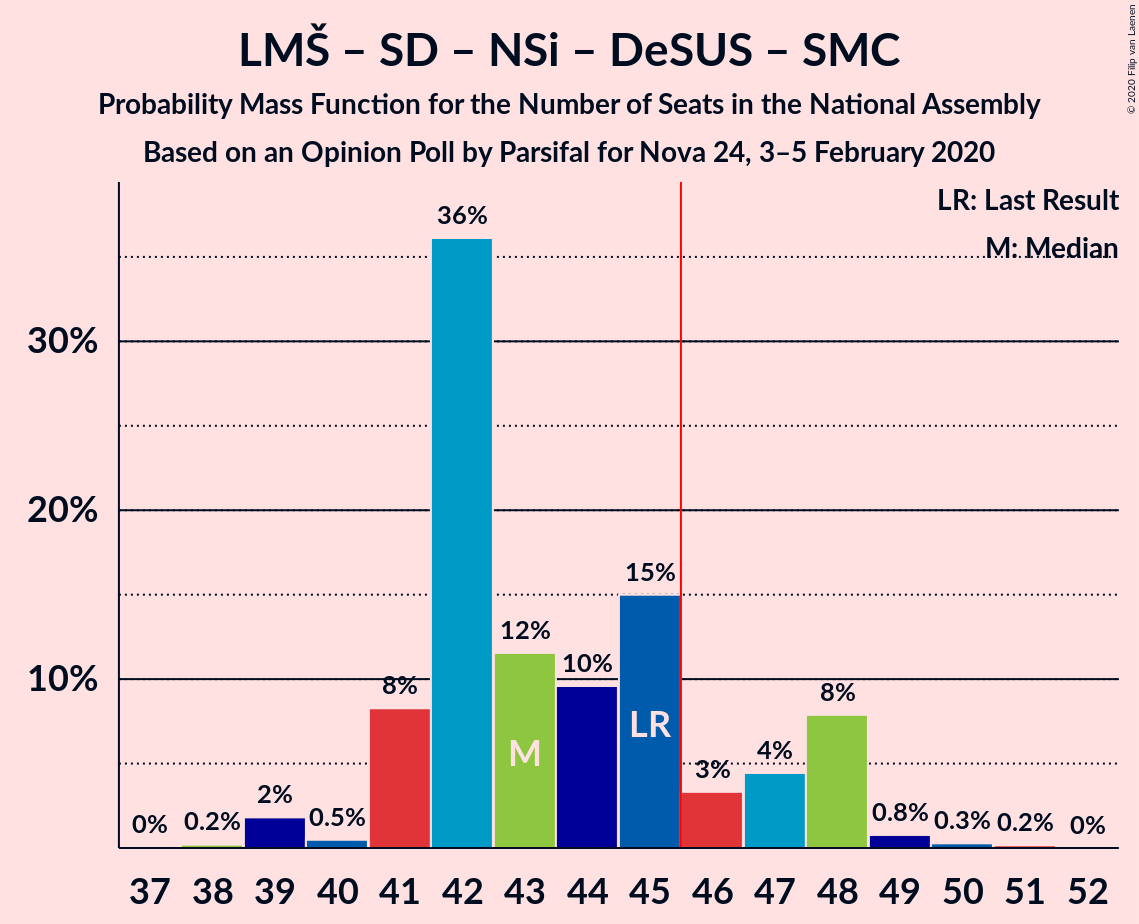 LMŠ – SD – NSi – DeSUS – SMC
Probability Mass Function for the Number of Seats in the National Assembly
Based on an Opinion Poll by Parsifal for Nova 24, 3–5 February 2020
© 2020 Filip van Laenen
LR: Last Result
M: Median
30%
20%
10%
0%
0.2%
2%
0.5%
8%
36%
12%
10%
15%
3%
4%
8%
0.8%
0.3%
0.2%
0%
M
LR
37 38 39 40 41 42 43 44 45 46 47 48 49 50 51 52